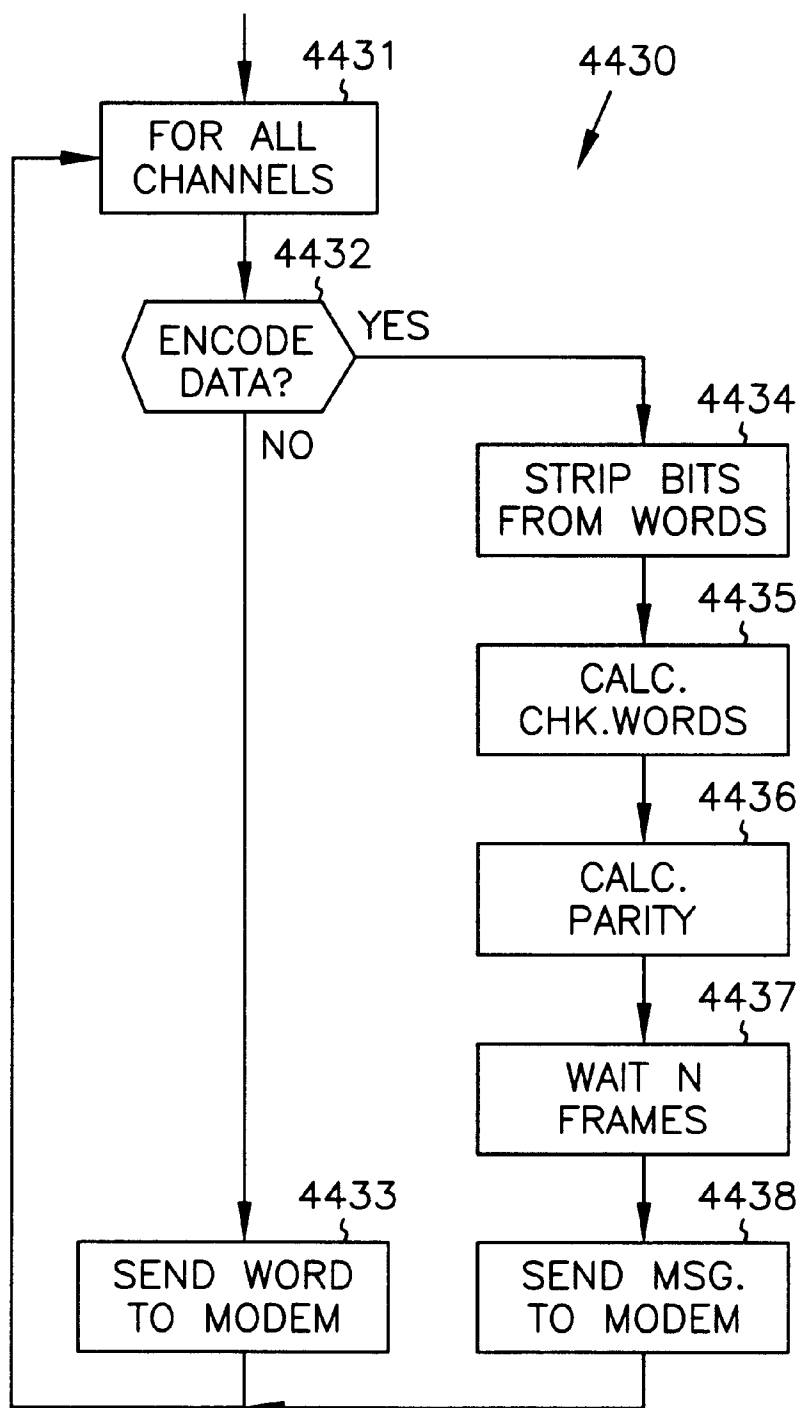 4431
4430
FOR ALL
CHANNELS
4432
ENCODE
DATA?
YES
NO
4434
STRIP BITS
FROM WORDS
4435
CALC.
CHK.WORDS
4436
CALC.
PARITY
4437
WAIT N
FRAMES
4433
SEND WORD
TO MODEM
4438
SEND MSG.
TO MODEM